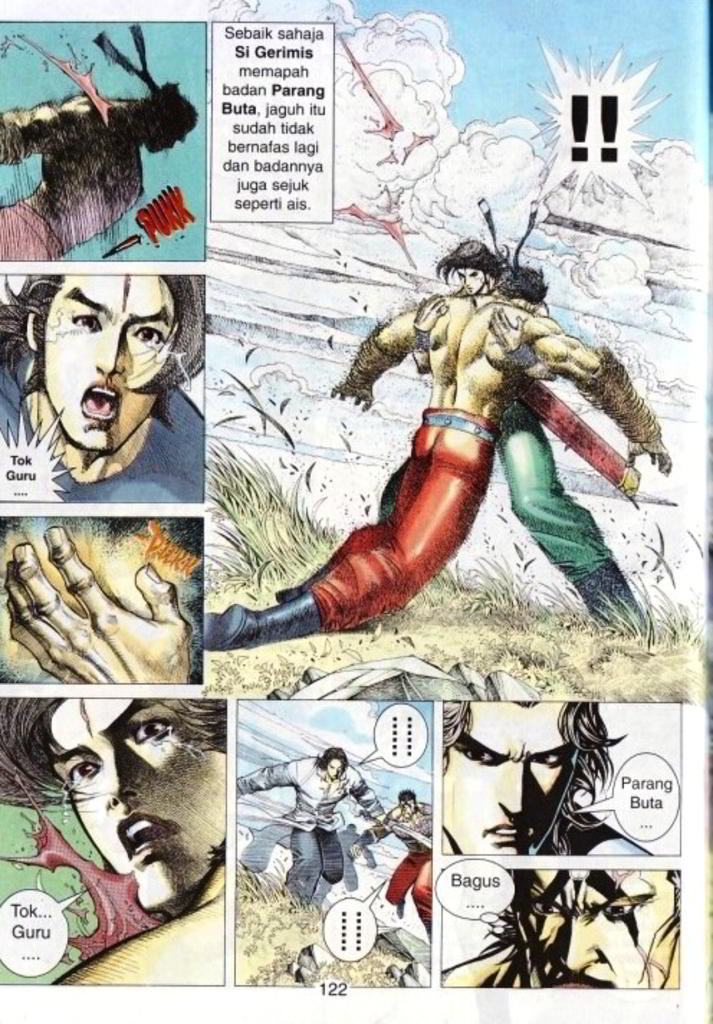 Sebaik sahaja
Si Gerimis
memapah
badan Parang
Buta, jaguh itu
sudah tidak
bernafas lagi
dan badannya
juga sejuk
seperti ais.
!!
PUKK
Tok
Guru
....
Tok...
Guru
....
Parang
Buta
...
Bagus
....
122